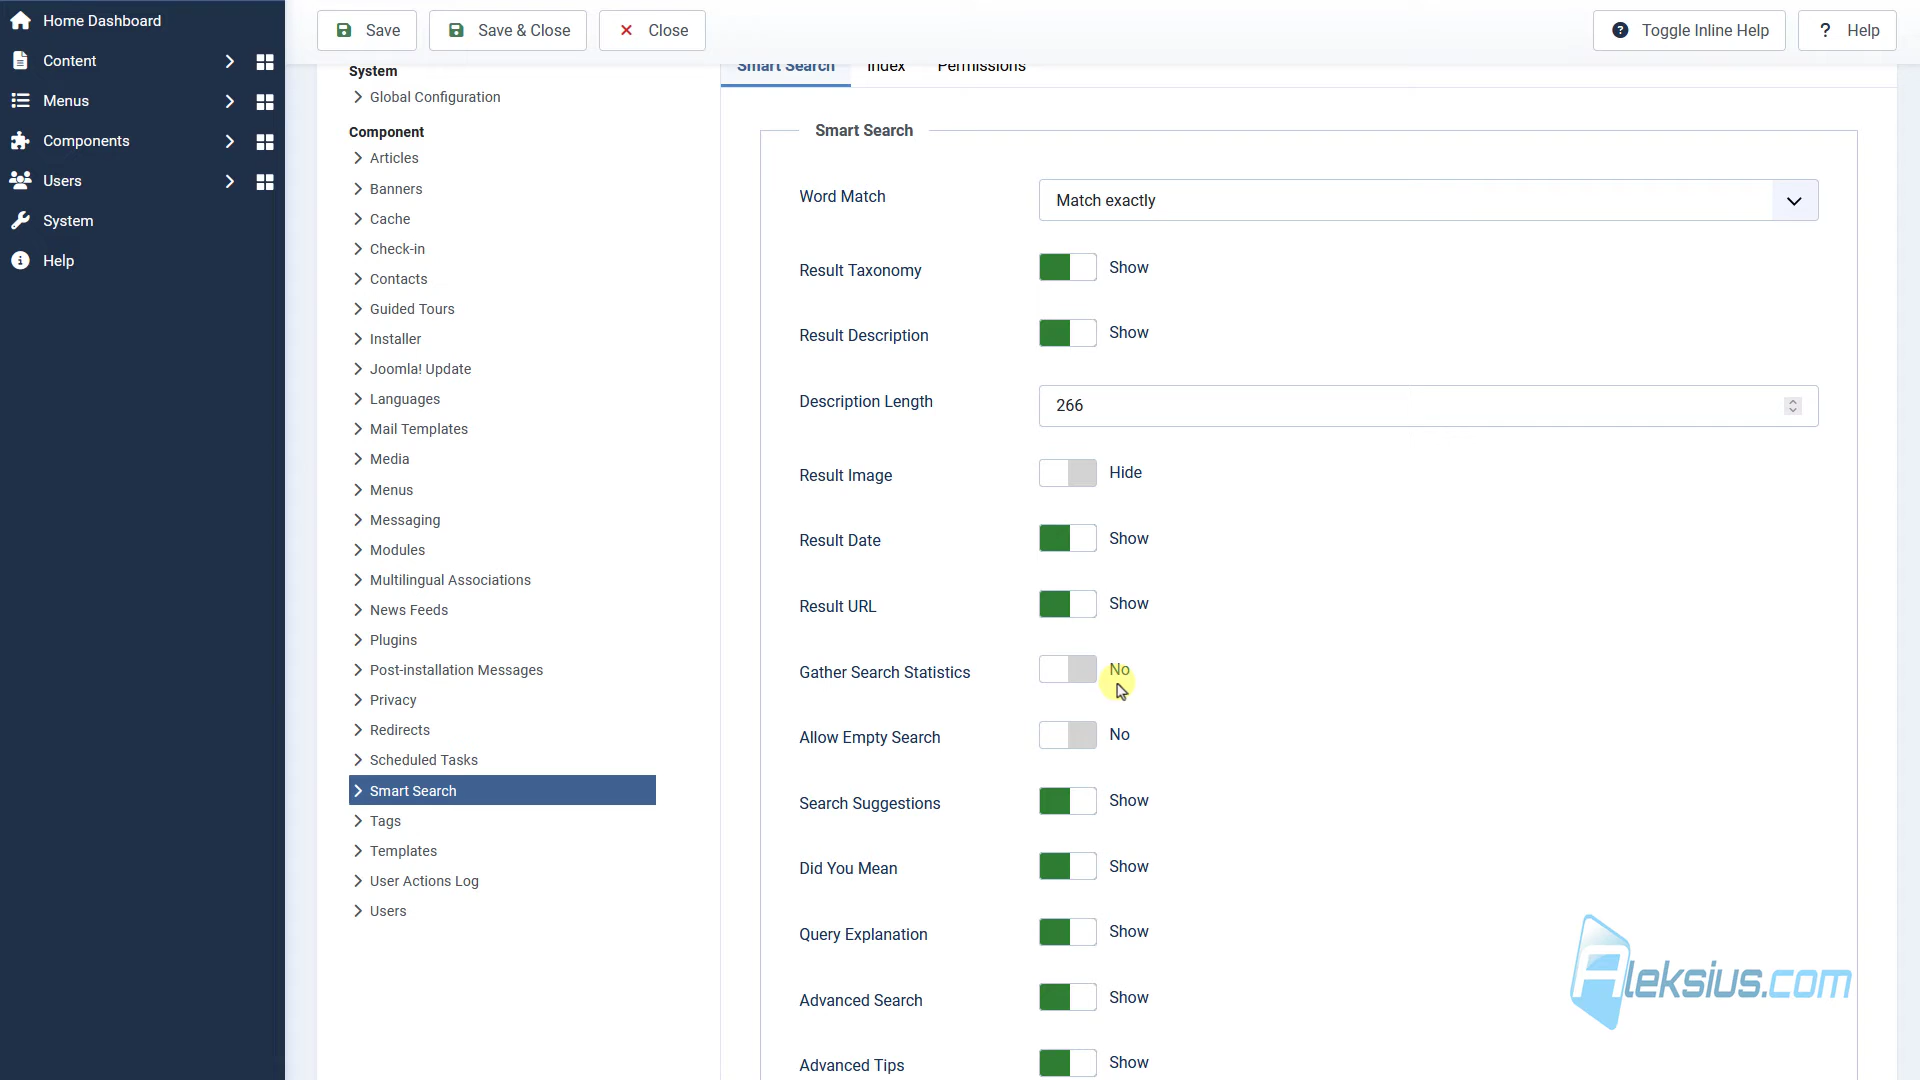 Home Dashboard
Content
Menus
Components
Users
System
Help
Save
Save & Close
Close
Toggle Inline Help
? Help
System
Global Configuration
Component
Articles
Banners
Cache
Check-in
Contacts
Guided Tours
Installer
Joomla! Update
Languages
Mail Templates
Media
Menus
Messaging
Modules
Multilingual Associations
News Feeds
Plugins
Post-installation Messages
Privacy
Redirects
Scheduled Tasks
Smart Search
Tags
Templates
User Actions Log
Users
Smart Search
Index
Permissions
Smart Search
Word Match
Match exactly
Result Taxonomy
Show
Result Description
Show
Description Length
266
Result Image
Hide
Result Date
Show
Result URL
Show
Gather Search Statistics
No
Allow Empty Search
No
Search Suggestions
Show
Did You Mean
Show
Query Explanation
Show
Advanced Search
Show
Advanced Tips
Show
Aleksius.com